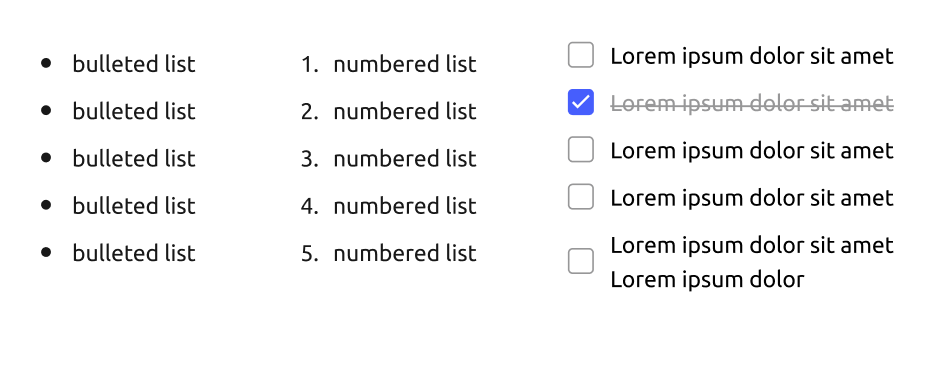 • bulleted list
• bulleted list
• bulleted list
• bulleted list
• bulleted list
1. numbered list
2. numbered list
3. numbered list
4. numbered list
5. numbered list
Lorem ipsum dolor sit amet
Lorem ipsum dolor sit amet
Lorem ipsum dolor sit amet
Lorem ipsum dolor sit amet
Lorem ipsum dolor sit amet
Lorem ipsum dolor